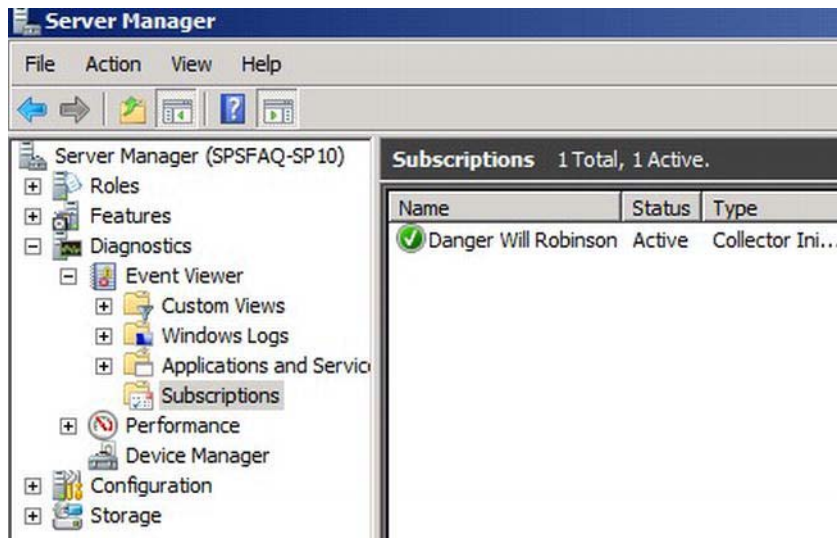 Server Manager
File Action View Help
Server Manager (SPSFAQ-SP10)
Roles
Features
Diagnostics
Event Viewer
Custom Views
Windows Logs
Applications and Servic
Subscriptions
Performance
Device Manager
Configuration
Storage
Subscriptions 1 Total, 1 Active.
Name Status Type
Danger Will Robinson Active Collector Ini...